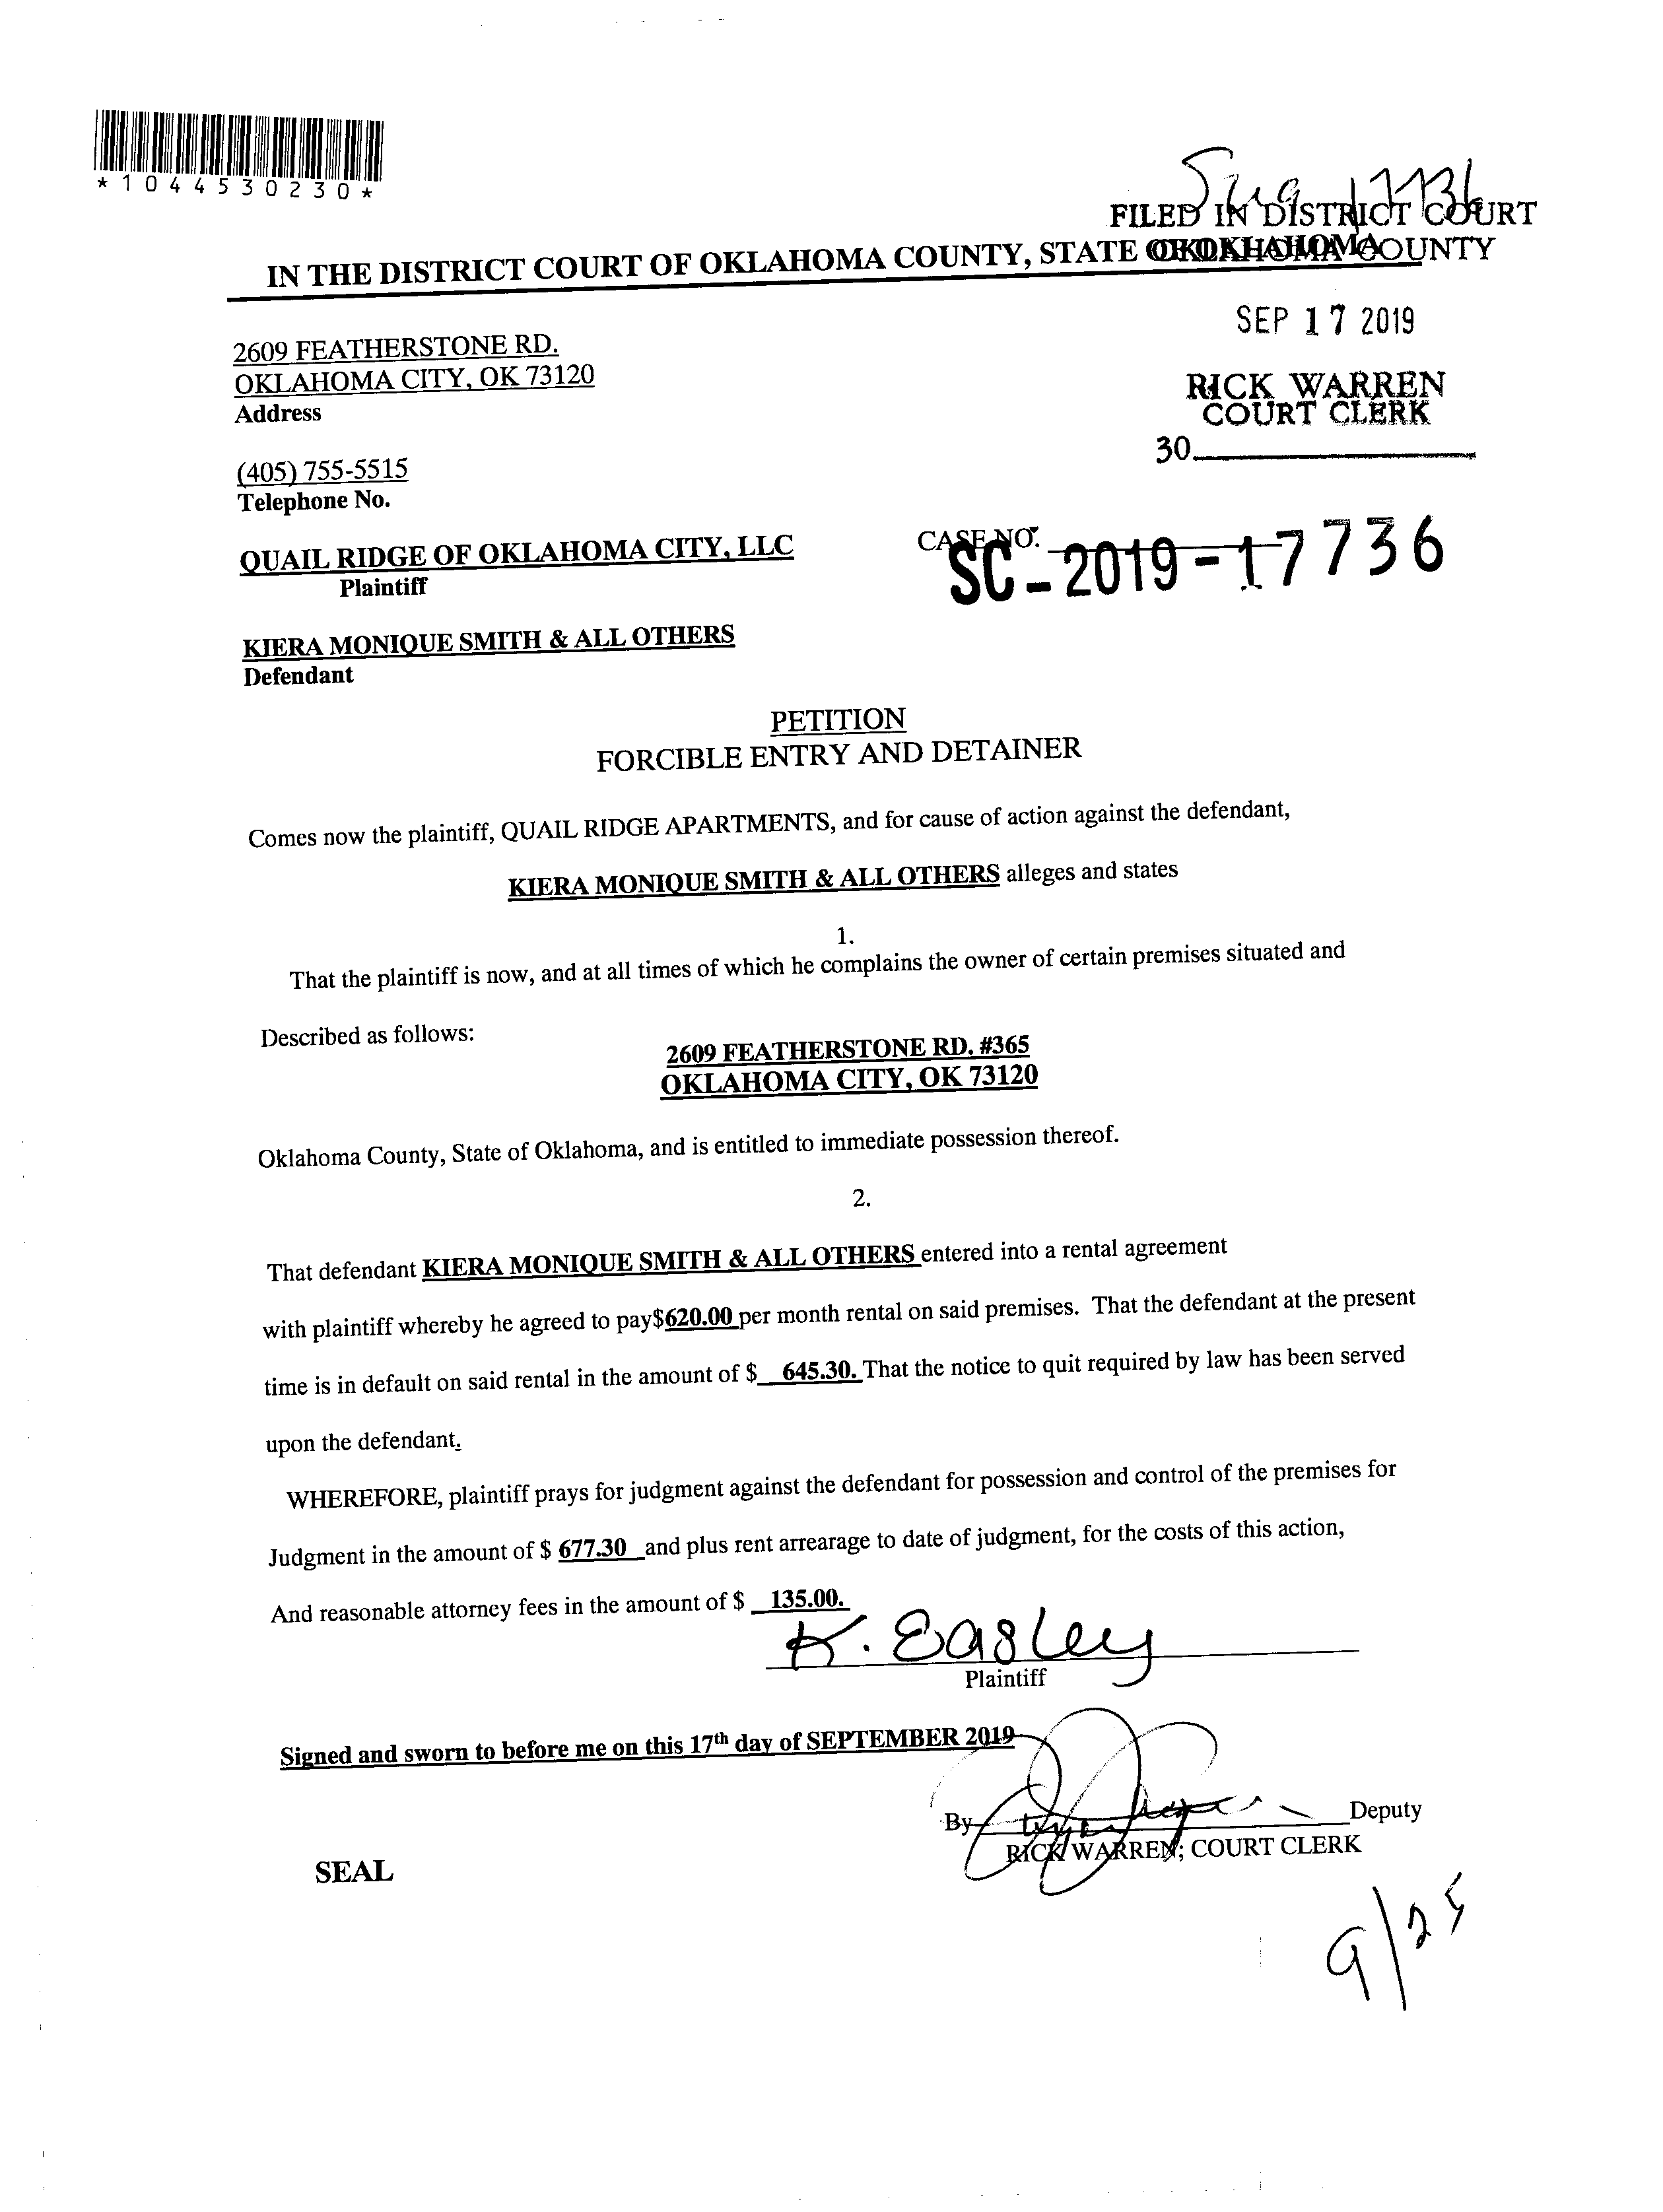 *1044530230*
FILED IN DISTRICT COURT
OKLAHOMA COUNTY
IN THE DISTRICT COURT OF OKLAHOMA COUNTY, STATE OF OKLAHOMA
SEP 17 2019
2609 FEATHERSTONE RD.
OKLAHOMA CITY, OK 73120
Address
RICK WARREN
COURT CLERK
30
(405) 755-5515
Telephone No.
QUAIL RIDGE OF OKLAHOMA CITY, LLC
Plaintiff
CASE NO.
SC-2019-17736
KIERA MONIQUE SMITH & ALL OTHERS
Defendant
PETITION
FORCIBLE ENTRY AND DETAINER
Comes now the plaintiff, QUAIL RIDGE APARTMENTS, and for cause of action against the defendant,
KIERA MONIQUE SMITH & ALL OTHERS alleges and states
1.
That the plaintiff is now, and at all times of which he complains the owner of certain premises situated and
Described as follows:
2609 FEATHERSTONE RD. #365
OKLAHOMA CITY, OK 73120
Oklahoma County, State of Oklahoma, and is entitled to immediate possession thereof.
2.
That defendant KIERA MONIQUE SMITH & ALL OTHERS entered into a rental agreement
with plaintiff whereby he agreed to pay$620.00 per month rental on said premises. That the defendant at the present
time is in default on said rental in the amount of $ 645.30. That the notice to quit required by law has been served
upon the defendant.
WHEREFORE, plaintiff prays for judgment against the defendant for possession and control of the premises for
Judgment in the amount of $ 677.30 and plus rent arrearage to date of judgment, for the costs of this action,
And reasonable attorney fees in the amount of $ 135.00.
K. Easley
Plaintiff
Signed and sworn to before me on this 17th day of SEPTEMBER 2019
By Deputy
RICK WARREN; COURT CLERK
SEAL
9/25